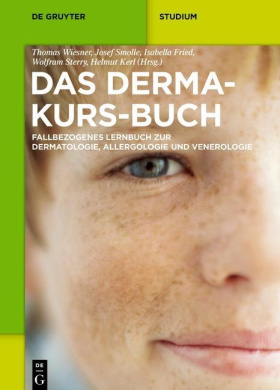 DE GRUYTER STUDIUM
Thomas Wiesner, Josef Smolle, Isabella Fried,
Wolfram Sterry, Helmut Kerl (Hrsg.)
DAS DERMA-
KURS-BUCH
FALLBEZOGENES LERNBUCH ZUR
DERMATOLOGIE, ALLERGOLOGIE UND VENEROLOGIE
DE
G